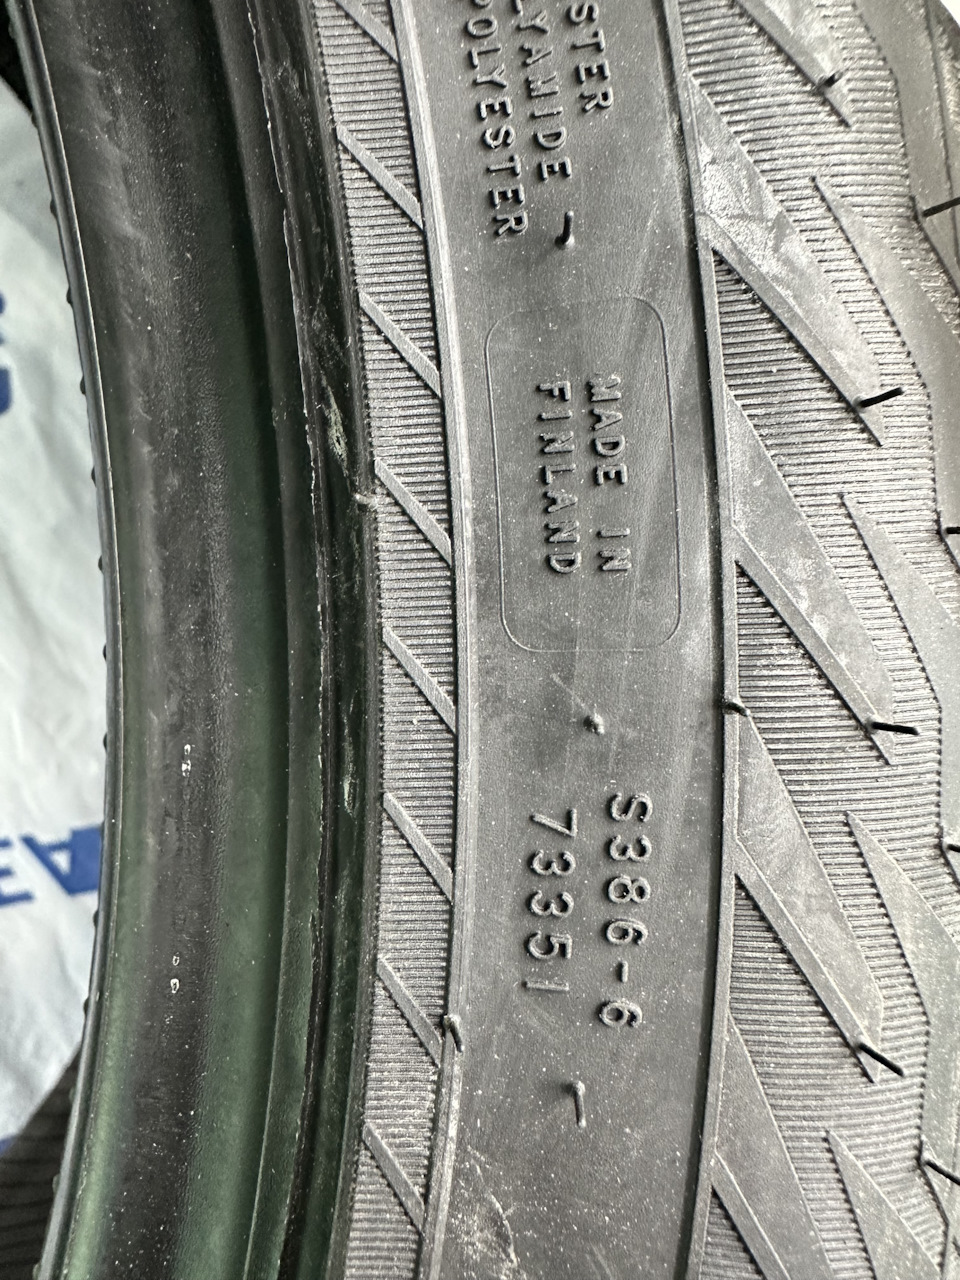 STER
LYAMIDE
POLYESTER
MADE IN
FINLAND
S386-6
73351